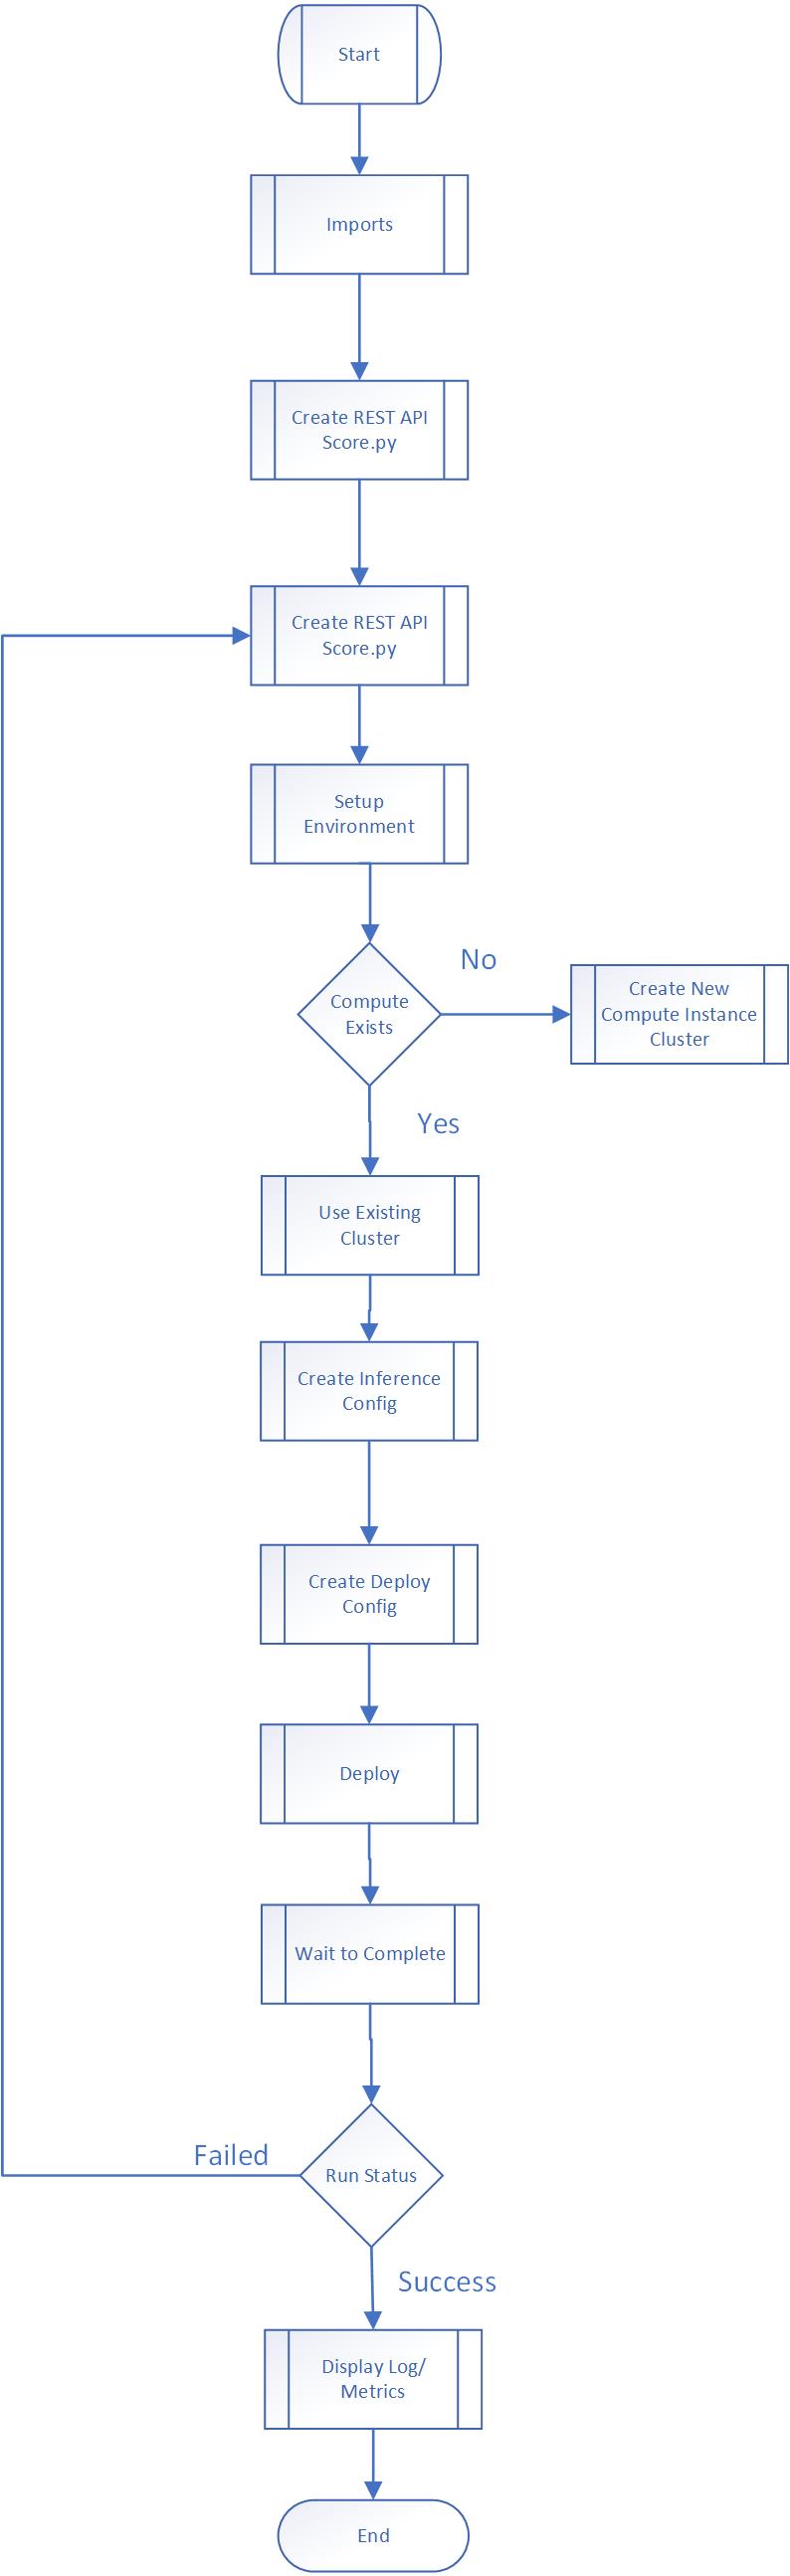 Start
Imports
Create REST API
Score.py
Create REST API
Score.py
Setup
Environment
Compute
Exists
No
Create New
Compute Instance
Cluster
Yes
Use Existing
Cluster
Create Inference
Config
Create Deploy
Config
Deploy
Wait to Complete
Failed
Run Status
Success
Display Log/
Metrics
End